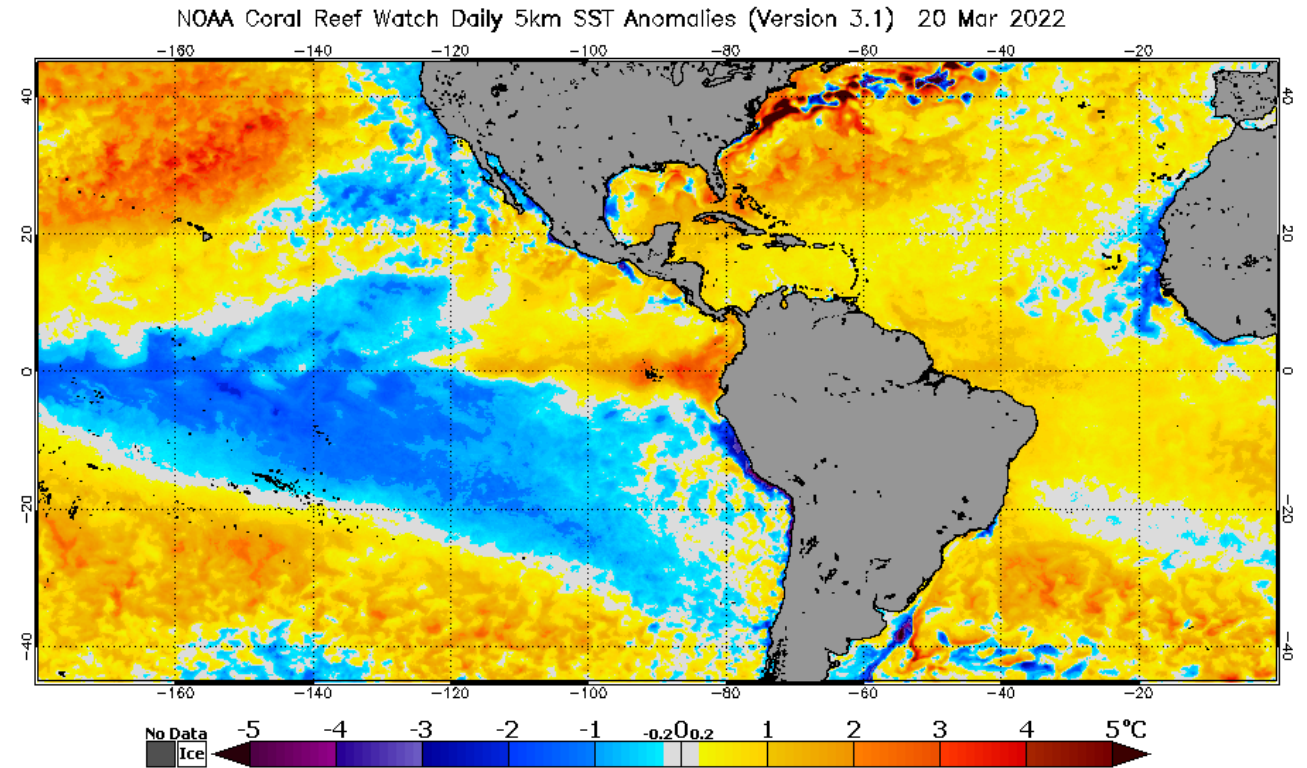 NOAA Coral Reef Watch Daily 5km SST Anomalies (Version 3.1) 20 Mar 2022
-160 -140 -120 -100 -80 -60 -40 -20
40 40
20 20
0 0
-20 -20
-40 -40
-160 -140 -120 -100 -80 -60 -40 -20
No Data -5 -4 -3 -2 -1 -0.2 0 0.2 1 2 3 4 5°C
Ice